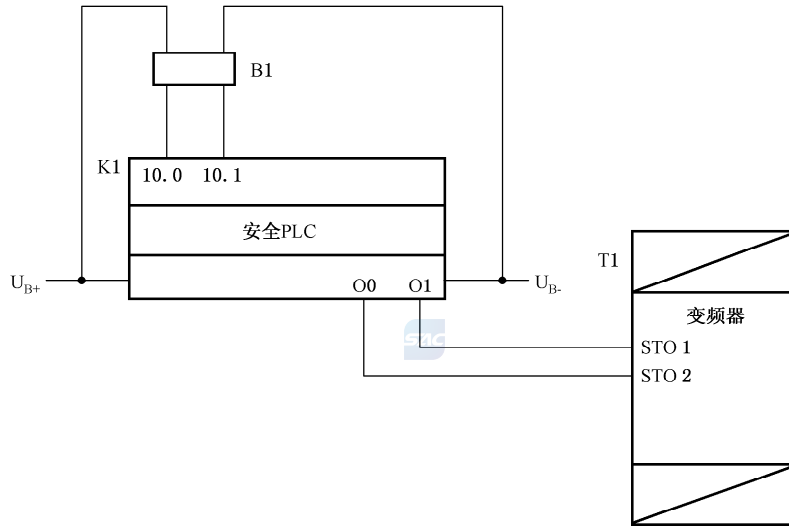 B1
K1
10.0 10.1
安全PLC
T1
UB+
O0 O1
UB-
变频器
SAC
STO 1
STO 2